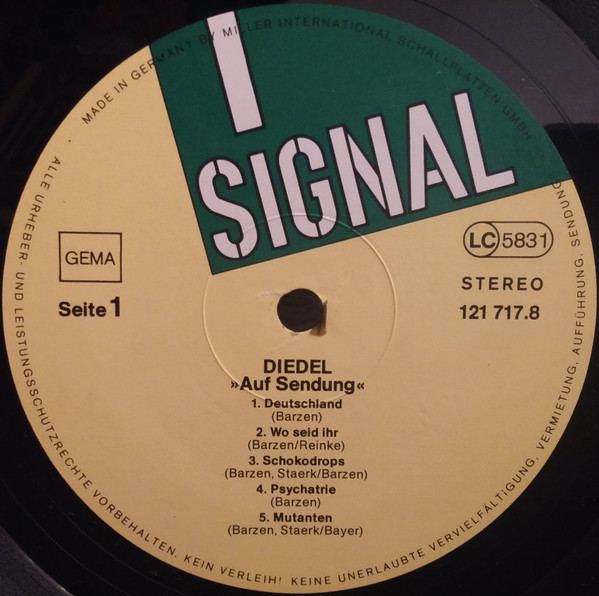 MADE IN GERMANY BY MILLER INTERNATIONAL SCHALLPLATTEN GMBH
SIGNAL
GEMA
LC 5831
Seite 1
STEREO
121 717.8
DIEDEL
»Auf Sendung«
1. Deutschland
(Barzen)
2. Wo seid ihr
(Barzen/Reinke)
3. Schokodrops
(Barzen, Staerk/Barzen)
4. Psychatrie
(Barzen)
5. Mutanten
(Barzen, Staerk/Bayer)
ALLE URHEBER- UND LEISTUNGSSCHUTZRECHTE VORBEHALTEN. KEIN VERLEIH! KEINE UNERLAUBTE VERVIELFÄLTIGUNG, VERMIETUNG, AUFFÜHRUNG, SENDUNG